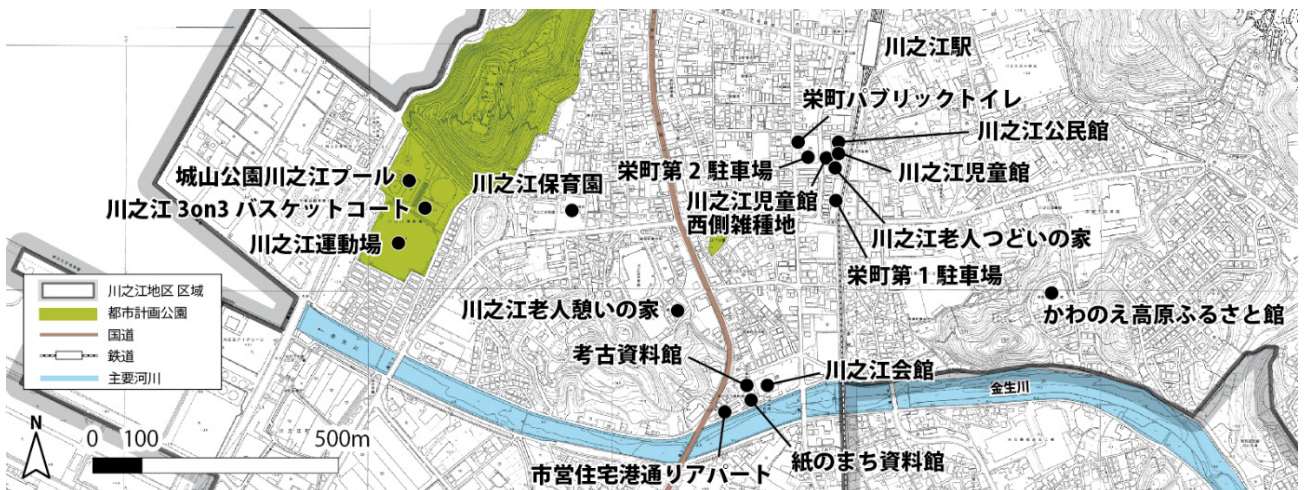 川之江駅
栄町パブリックトイレ
川之江公民館
栄町第2駐車場
川之江児童館
城山公園川之江プール
川之江保育園
川之江3on3バスケットコート
川之江児童館
西側雑種地
川之江老人つどいの家
川之江運動場
栄町第1駐車場
川之江地区 区域
都市計画公園
国道
鉄道
主要河川
川之江老人憩いの家
かわのえ高原ふるさと館
考古資料館
川之江会館
金生川
紙のまち資料館
市営住宅港通りアパート
N
0 100 500m